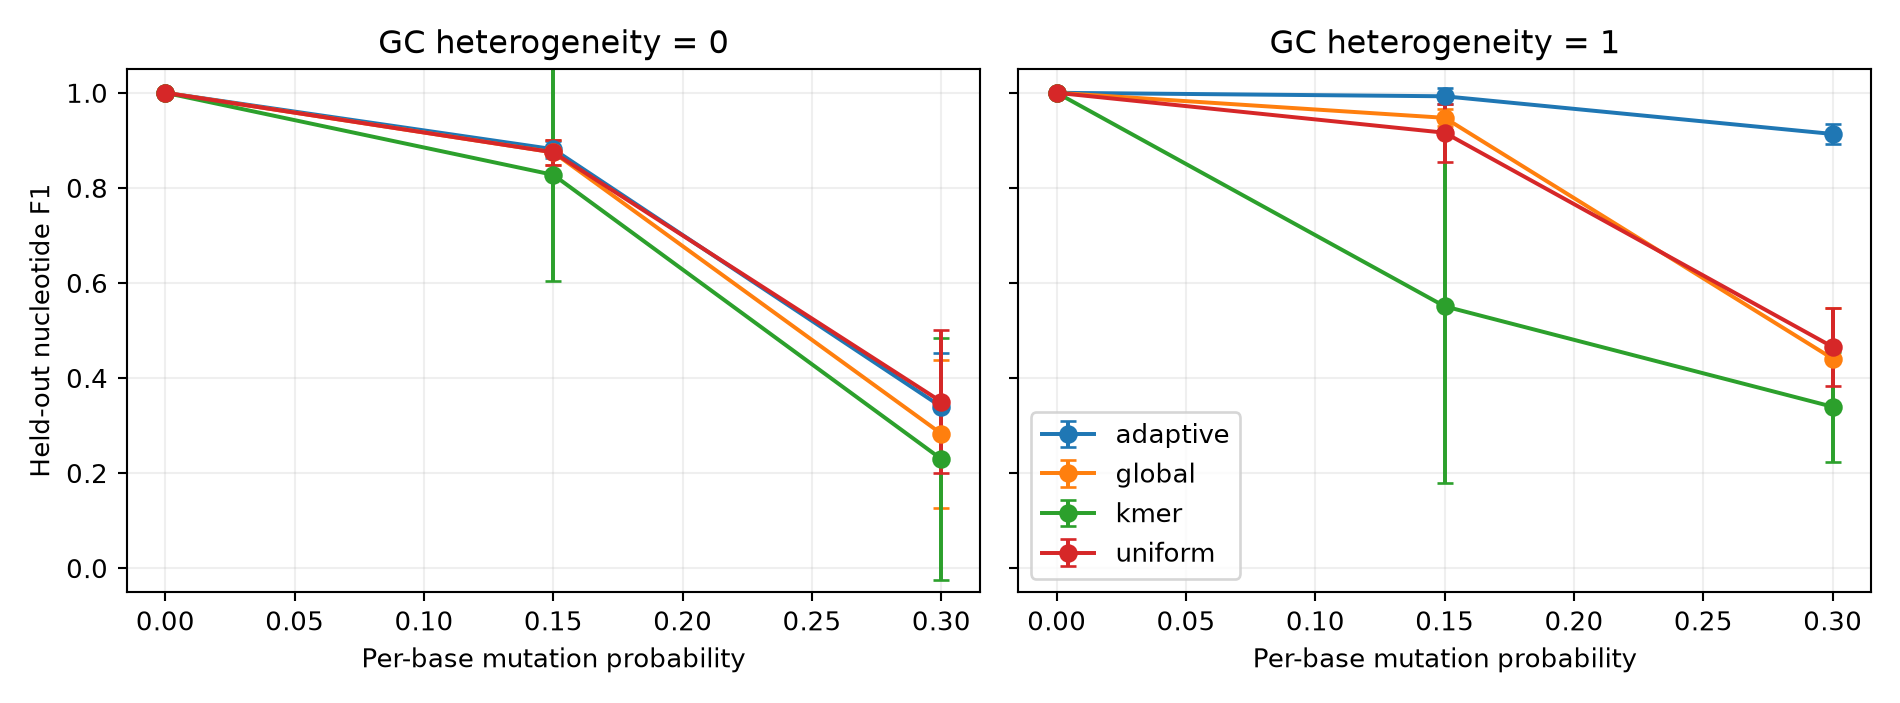 GC heterogeneity = 0
GC heterogeneity = 1
Held-out nucleotide F1
1.0
0.8
0.6
0.4
0.2
0.0
0.00 0.05 0.10 0.15 0.20 0.25 0.30
Per-base mutation probability
adaptive
global
kmer
uniform
0.00 0.05 0.10 0.15 0.20 0.25 0.30
Per-base mutation probability